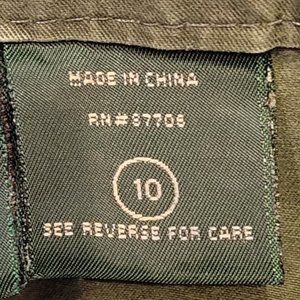 MADE IN CHINA
RN#87706
10
SEE REVERSE FOR CARE